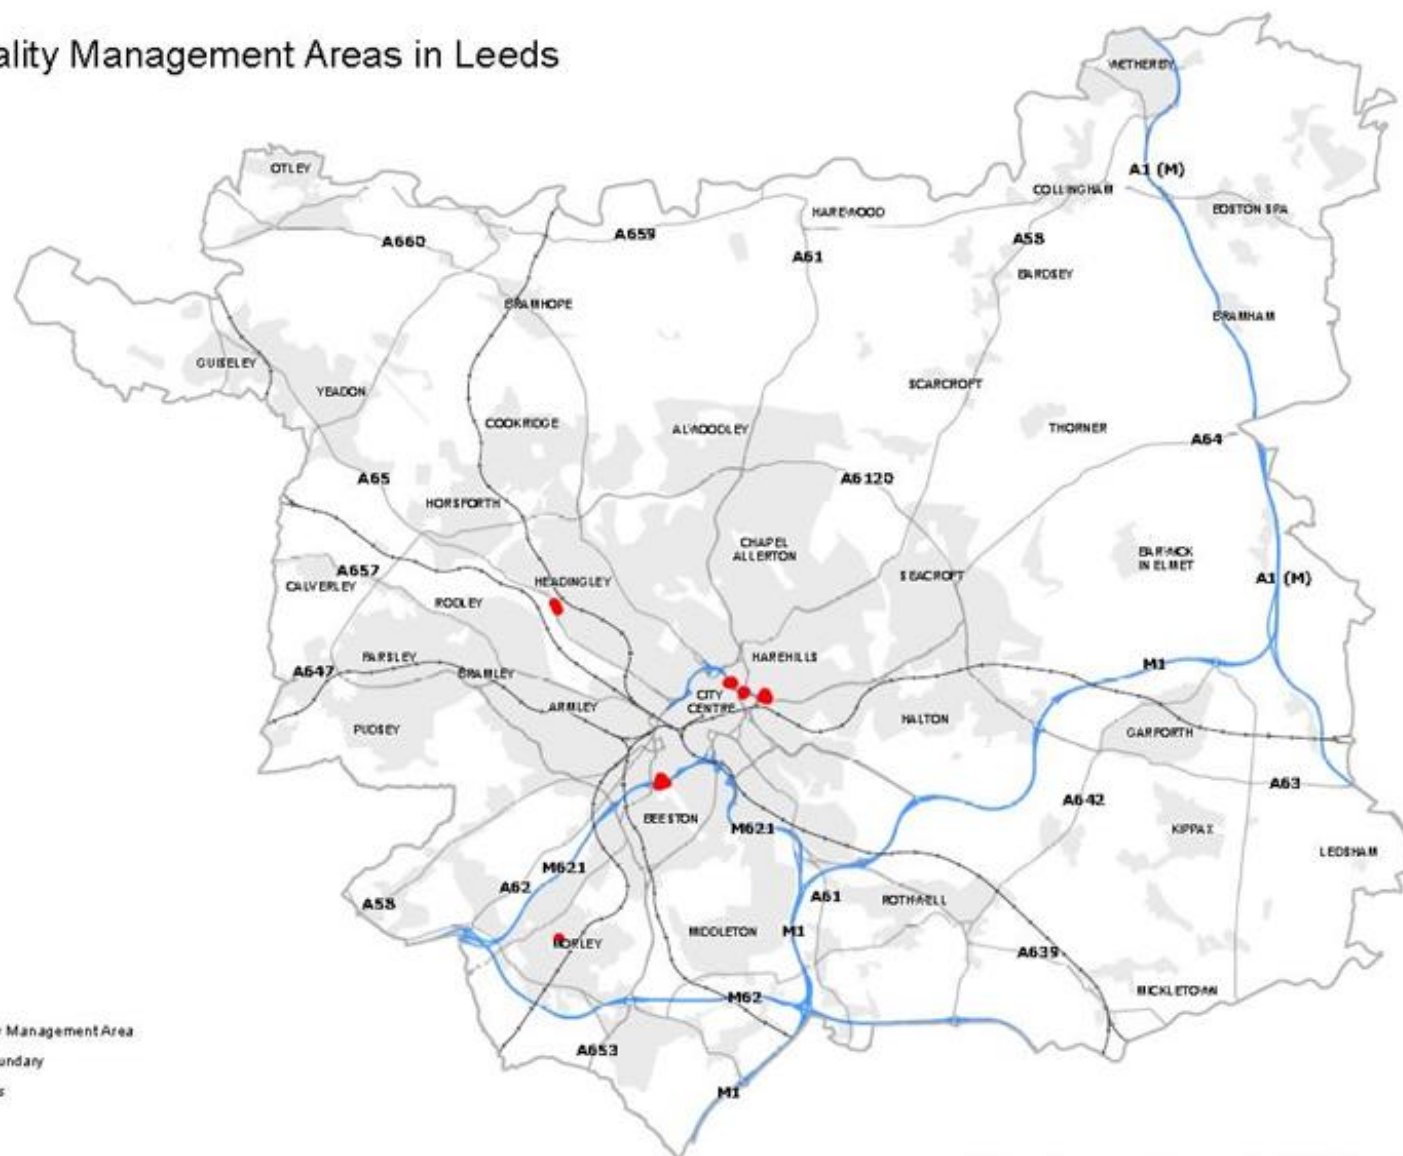 ality Management Areas in Leeds
WETHERBY
OTLEY
A1 (M)
COLLINGHAM
HAREWOOD
BOSTON SPA
A660
A659
A58
A61
BARDSEY
BRAMHOPE
BRAMHAM
GUISELEY
YEADON
SCARCROFT
COOKRIDGE
ALWOODLEY
THORNER
A64
A65
A6120
HORSFORTH
CHAPEL
ALLERTON
BARWICK
IN ELMET
A657
HEADINGLEY
SEACROFT
A1 (M)
CALVERLEY
RODLEY
FARSLEY
HAREHILLS
M1
A647
BRAMLEY
CITY
CENTRE
ARMLEY
HALTON
PUDSEY
GARFORTH
A63
A642
BEESTON
M621
KIPPAX
LEDSHAM
M621
A62
A61
ROTHWELL
A58
MIDDLETON
M1
MORLEY
A639
MICKLETOWN
M62
Management Area
undary
A653
s
M1